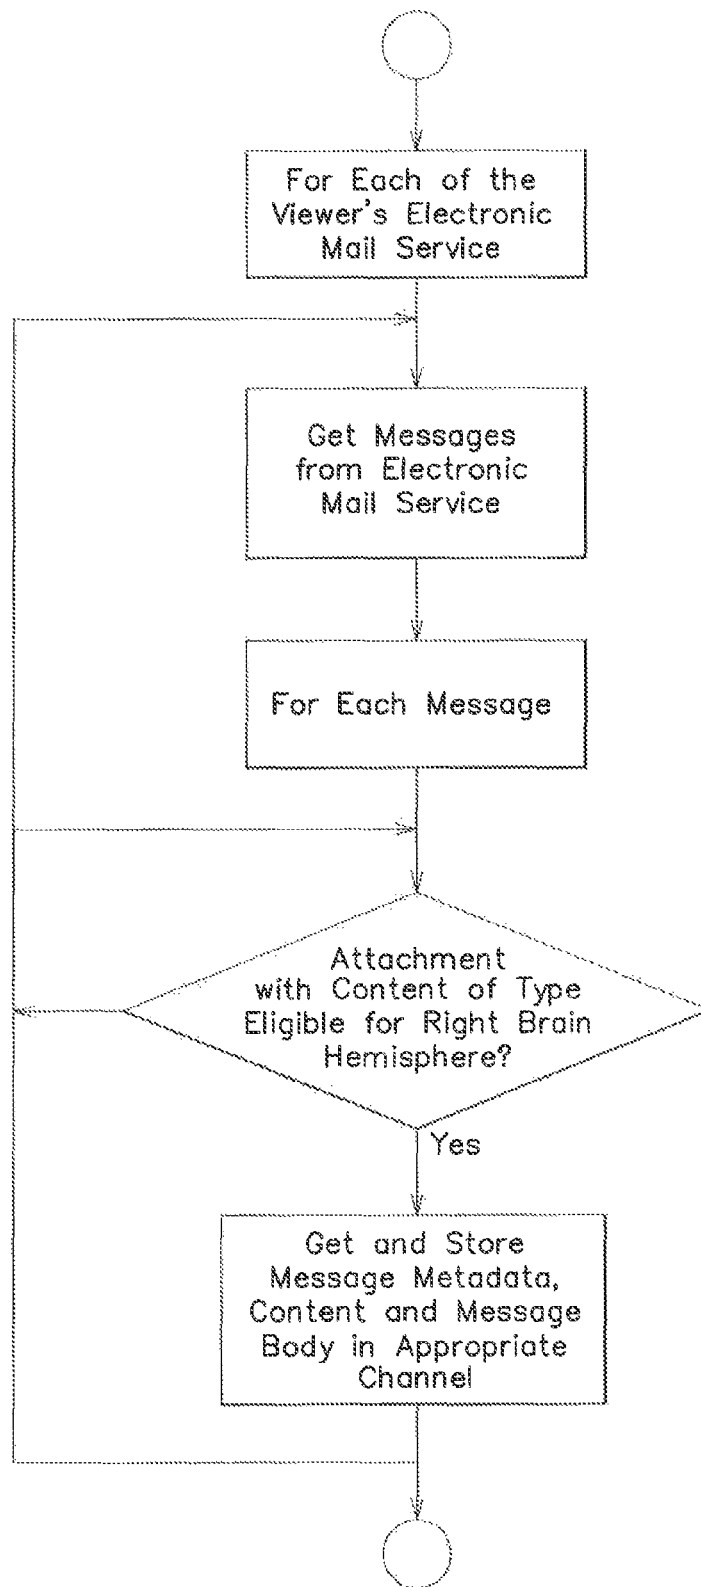 For Each of the
Viewer's Electronic
Mail Service
Get Messages
from Electronic
Mail Service
For Each Message
Attachment
with Content of Type
Eligible for Right Brain
Hemisphere?
Yes
Get and Store
Message Metadada,
Content and Message
Body in Appropriate
Channel